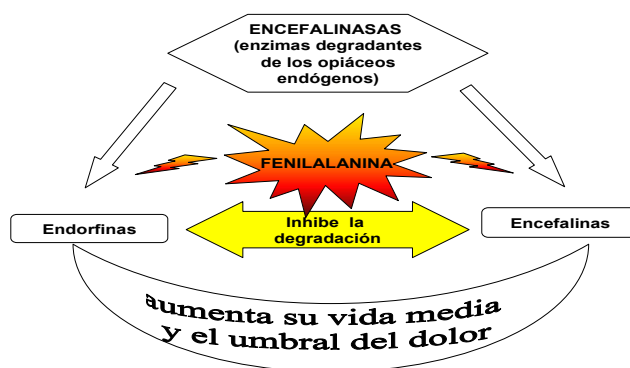 ENCEFALINASAS
(enzimas degradantes
de los opiáceos
endógenos)
FENILALANINA
Inhibe la
degradación
Endorfinas
Encefalinas
aumenta su vida media
y el umbral del dolor